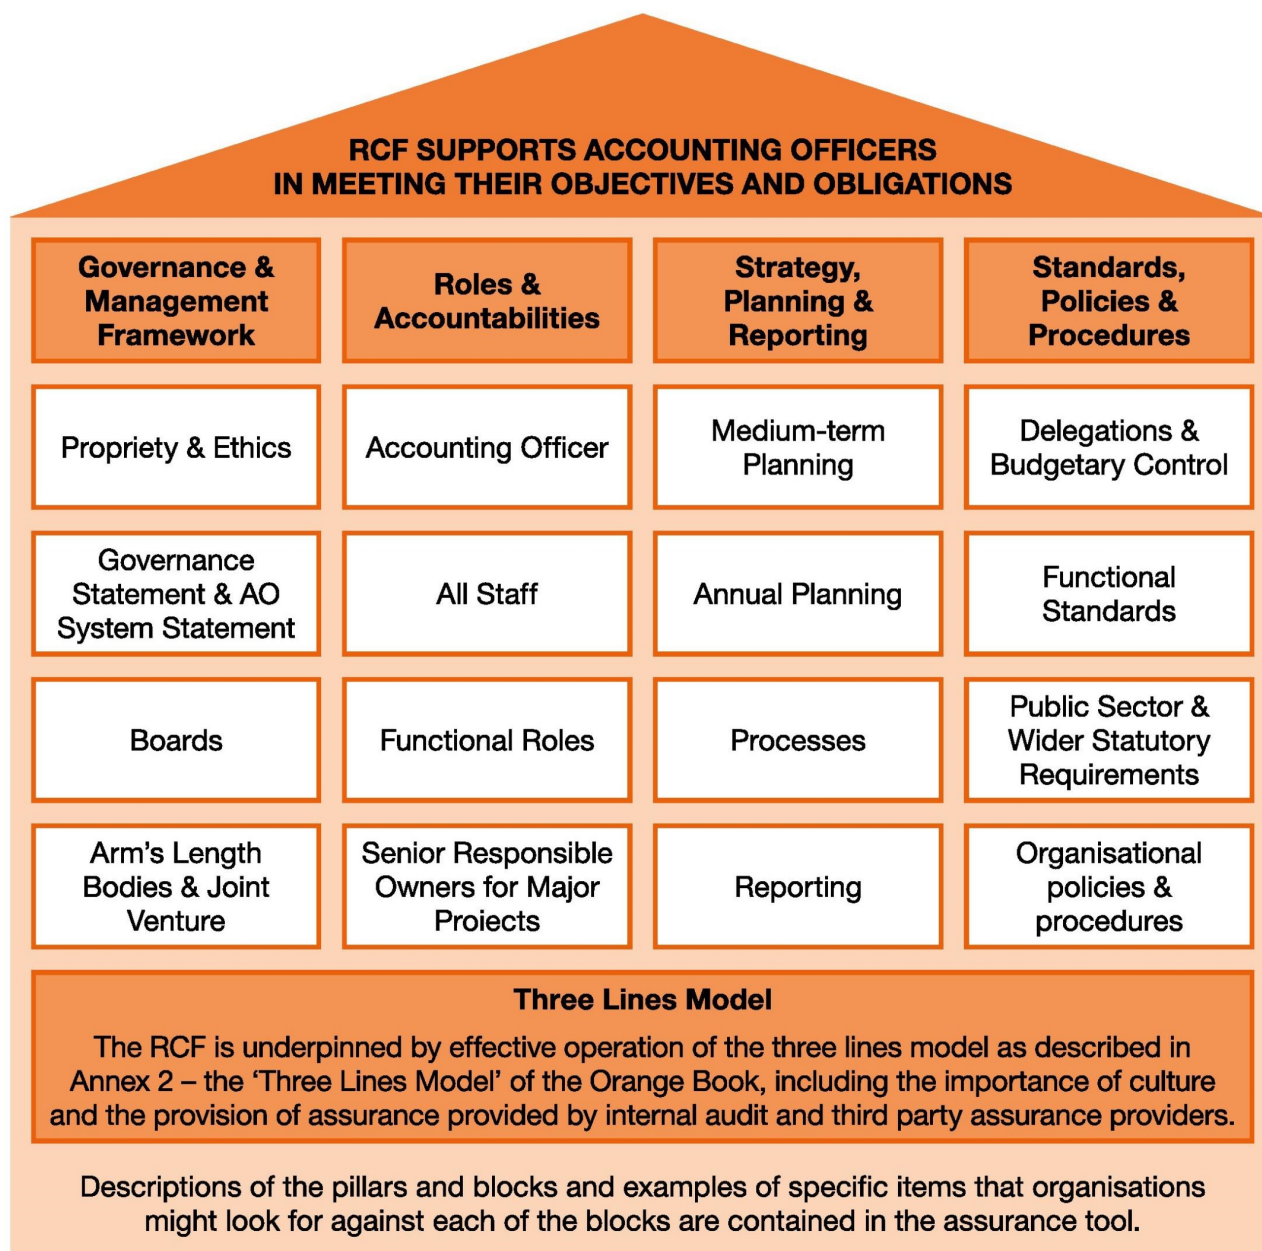 RCF SUPPORTS ACCOUNTING OFFICERS
IN MEETING THEIR OBJECTIVES AND OBLIGATIONS
Governance &
Management
Framework
Propriety & Ethics
Governance
Statement & AO
System Statement
Boards
Arm's Length
Bodies & Joint
Venture
Roles &
Accountabilities
Accounting Officer
All Staff
Functional Roles
Senior Responsible
Owners for Major
Proiects
Strategy,
Planning &
Reporting
Medium-term
Planning
Annual Planning
Processes
Reporting
Standards,
Policies &
Procedures
Delegations &
Budgetary Control
Functional
Standards
Public Sector &
Wider Statutory
Requirements
Organisational
policies &
procedures
Three Lines Model
The RCF is underpinned by effective operation of the three lines model as described in
Annex 2 – the ‘Three Lines Model’ of the Orange Book, including the importance of culture
and the provision of assurance provided by internal audit and third party assurance providers.
Descriptions of the pillars and blocks and examples of specific items that organisations
might look for against each of the blocks are contained in the assurance tool.